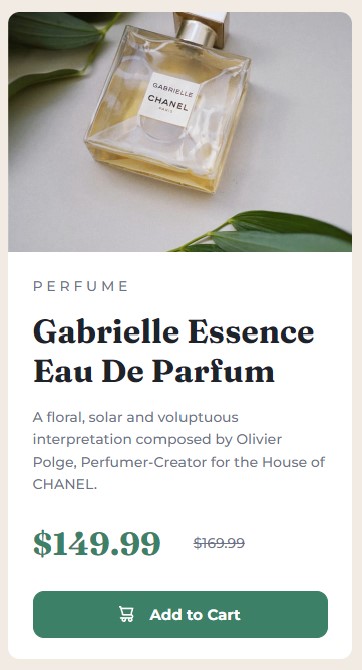 GABRIELLE
CHANEL
PARIS
PERFUME
Gabrielle Essence
Eau De Parfum
A floral, solar and voluptuous
interpretation composed by Olivier
Polge, Perfumer-Creator for the House of
CHANEL.
$149.99 $169.99
Add to Cart